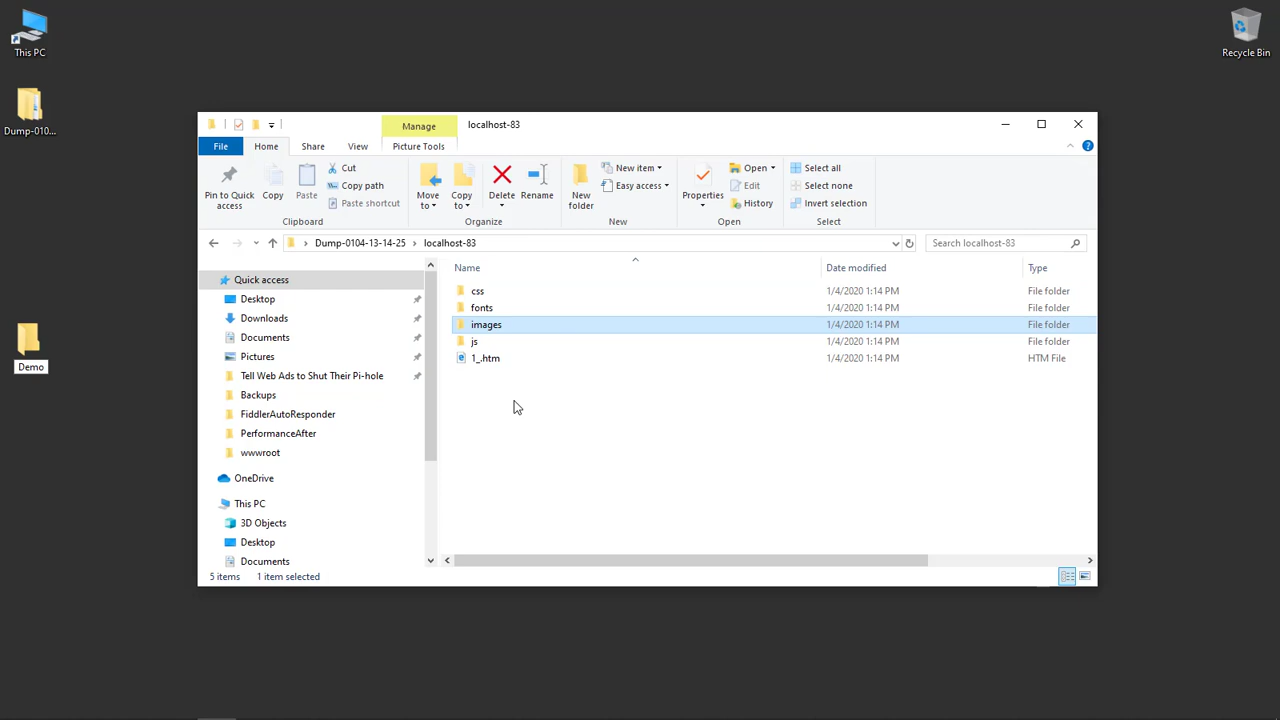 This PC
Recycle Bin
Dump-010...
Demo
Manage
localhost-83
File
Home
Share
View
Picture Tools
Pin to Quick access
Copy
Paste
Cut
Copy path
Paste shortcut
Clipboard
Move to
Copy to
Delete
Rename
Organize
New folder
New item
Easy access
New
Properties
Open
Edit
History
Open
Select all
Select none
Invert selection
Select
Dump-0104-13-14-25
localhost-83
Search localhost-83
Quick access
Desktop
Downloads
Documents
Pictures
Tell Web Ads to Shut Their Pi-hole
Backups
FiddlerAutoResponder
PerformanceAfter
wwwroot
OneDrive
This PC
3D Objects
Desktop
Documents
Name Date modified Type
css 1/4/2020 1:14 PM File folder
fonts 1/4/2020 1:14 PM File folder
images 1/4/2020 1:14 PM File folder
js 1/4/2020 1:14 PM File folder
1_.htm 1/4/2020 1:14 PM HTM File
5 items 1 item selected